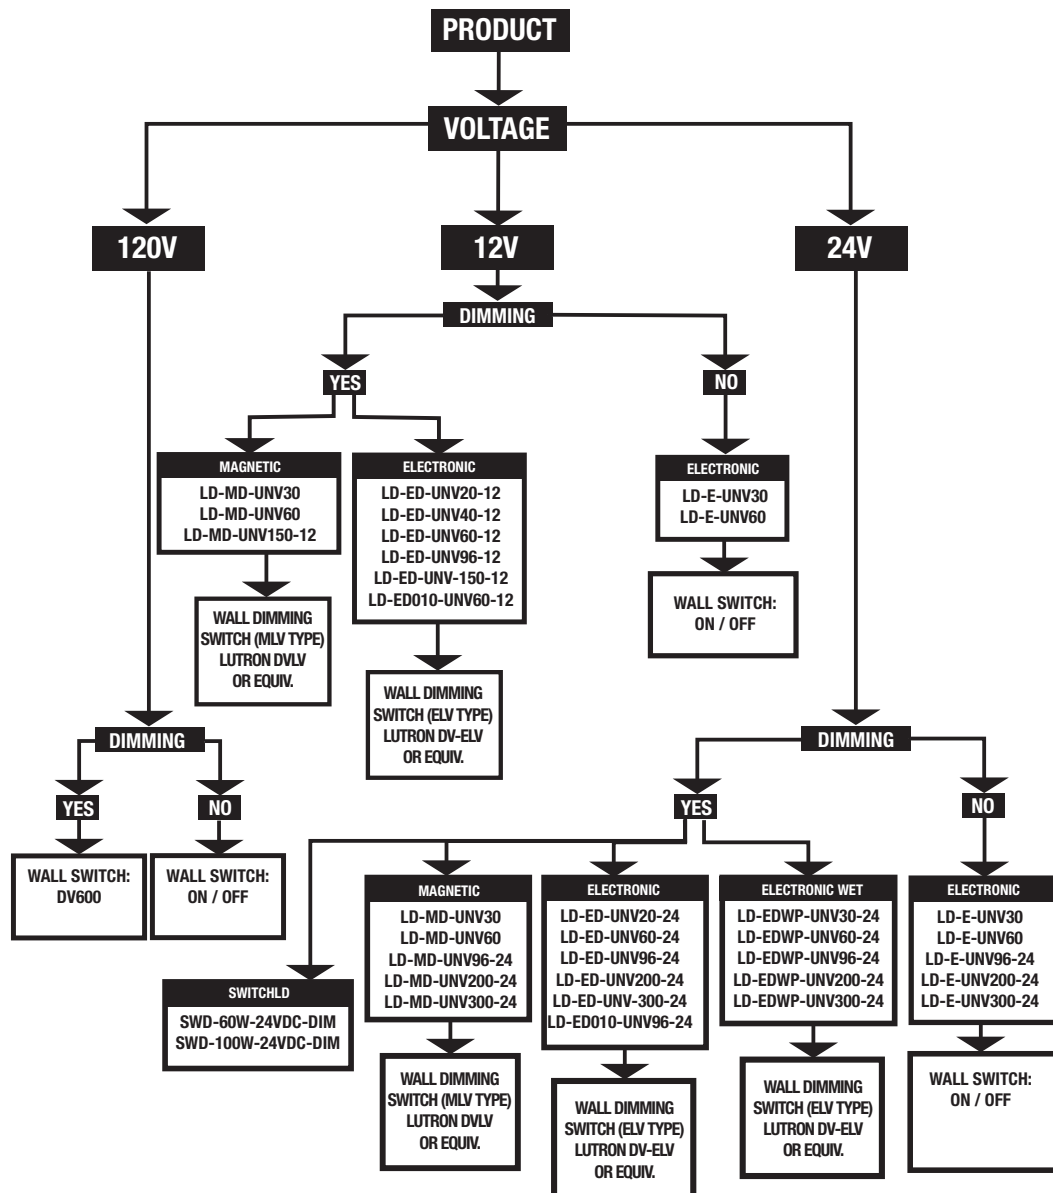 PRODUCT
VOLTAGE
120V
12V
24V
DIMMING
YES
NO
MAGNETIC
LD-MD-UNV30
LD-MD-UNV60
LD-MD-UNV150-12
ELECTRONIC
LD-ED-UNV20-12
LD-ED-UNV40-12
LD-ED-UNV60-12
LD-ED-UNV96-12
LD-ED-UNV-150-12
LD-ED010-UNV60-12
ELECTRONIC
LD-E-UNV30
LD-E-UNV60
WALL DIMMING
SWITCH (MLV TYPE)
LUTRON DVLV
OR EQUIV.
WALL DIMMING
SWITCH (ELV TYPE)
LUTRON DV-ELV
OR EQUIV.
WALL SWITCH:
ON / OFF
DIMMING
YES
NO
WALL SWITCH:
DV600
WALL SWITCH:
ON / OFF
DIMMING
YES
NO
SWITCHLD
SWD-60W-24VDC-DIM
SWD-100W-24VDC-DIM
MAGNETIC
LD-MD-UNV30
LD-MD-UNV60
LD-MD-UNV96-24
LD-MD-UNV200-24
LD-MD-UNV300-24
WALL DIMMING
SWITCH (MLV TYPE)
LUTRON DVLV
OR EQUIV.
ELECTRONIC
LD-ED-UNV20-24
LD-ED-UNV60-24
LD-ED-UNV96-24
LD-ED-UNV200-24
LD-ED-UNV-300-24
LD-ED010-UNV96-24
WALL DIMMING
SWITCH (ELV TYPE)
LUTRON DV-ELV
OR EQUIV.
ELECTRONIC WET
LD-EDWP-UNV30-24
LD-EDWP-UNV60-24
LD-EDWP-UNV96-24
LD-EDWP-UNV200-24
LD-EDWP-UNV300-24
WALL DIMMING
SWITCH (ELV TYPE)
LUTRON DV-ELV
OR EQUIV.
ELECTRONIC
LD-E-UNV30
LD-E-UNV60
LD-E-UNV96-24
LD-E-UNV200-24
LD-E-UNV300-24
WALL SWITCH:
ON / OFF